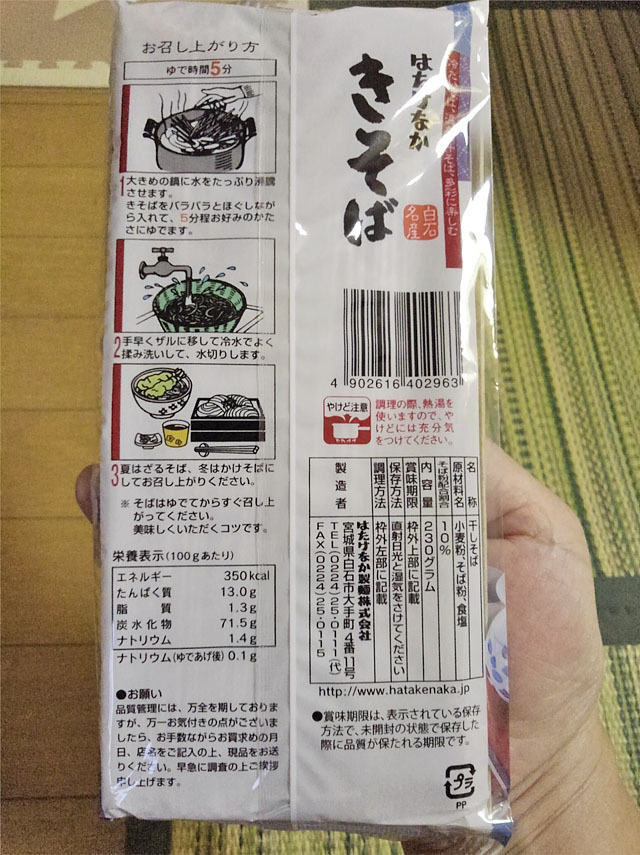 お召し上がり方
ゆで時間5分
1 大きめの鍋に水をたっぷり沸騰
させます。
きそばをバラバラとほぐしなが
ら入れて、5分程お好みのかた
さにゆでます。
2 手早くザルに移して冷水でよく
揉み洗いして、水切りします。
3 夏はざるそば、冬はかけそばに
してお召し上がりください。
※ そばはゆでてからすぐ召し上
がってください。
美味しくいただくコツです。
栄養表示(100gあたり)
エネルギー 350kcal
たんぱく質 13.0g
脂質 1.3g
炭水化物 71.5g
ナトリウム 1.4g
ナトリウム(ゆであげ後)0.1g
●お願い
品質管理には、万全を期しておりま
すが、万一お気付きの点がございま
したら、お手数ながらお買求めの月
日、店名をご記入の上、現品をお送
りください。早急に調査の上ご挨拶
申し上げます。
はたけなか
きそば
白石
名産
多彩に楽しむ
4 902616 402963
やけど注意
調理の際、熱湯を
使いますので、や
けどには充分気
をつけてください。
名称 干しそば
原材料名 小麦粉、そば粉、食塩
そば粉配合割合 10%
内容量 230グラム
賞味期限 枠外上部に記載
保存方法 直射日光と湿気をさけてください
調理方法 枠外左部に記載
製造者 はたけなか製麺株式会社
宮城県白石市大手町4番11号
TEL(0224)25-0111(代)
FAX(0224)25-0115
http://www.hatakenaka.jp
●賞味期限は、表示されている保存
方法で、未開封の状態で保存した
際に品質が保たれる期限です。
プラ
PP